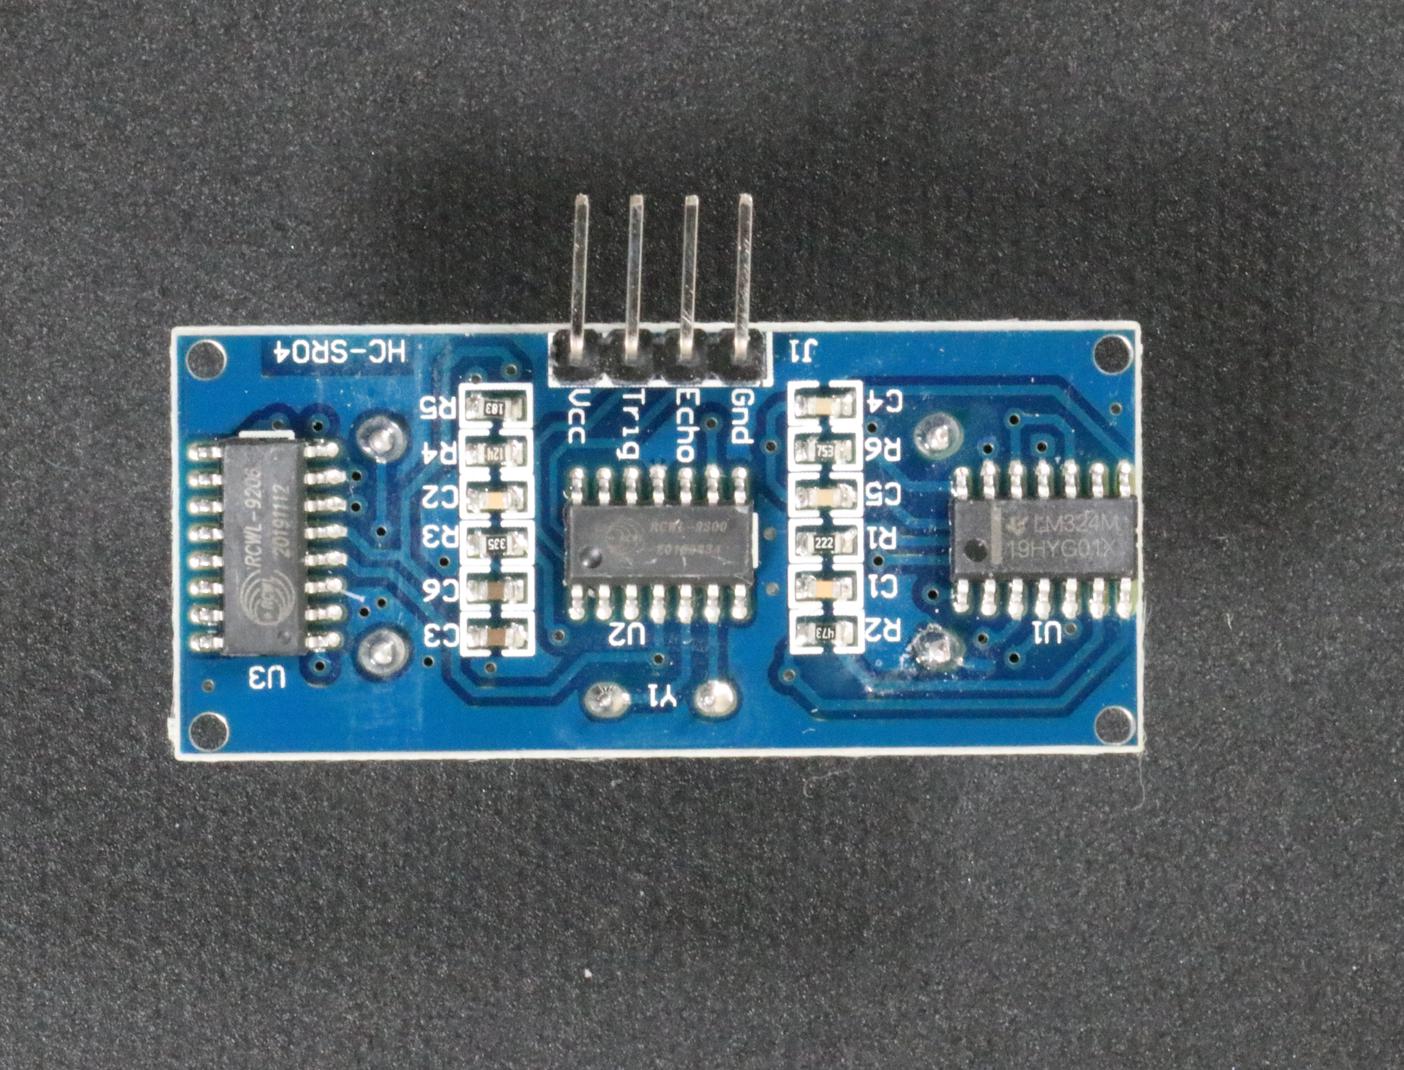 HC-SR04
J1
Vcc
Trig
Echo
Gnd
R5
183
R4
124
C2
R3
335
C6
C3
C4
R6
753
C5
R1
222
C1
R2
473
RCWL-9206
20191112
U3
U2
Y1
LM324M
19HYG01X
U1